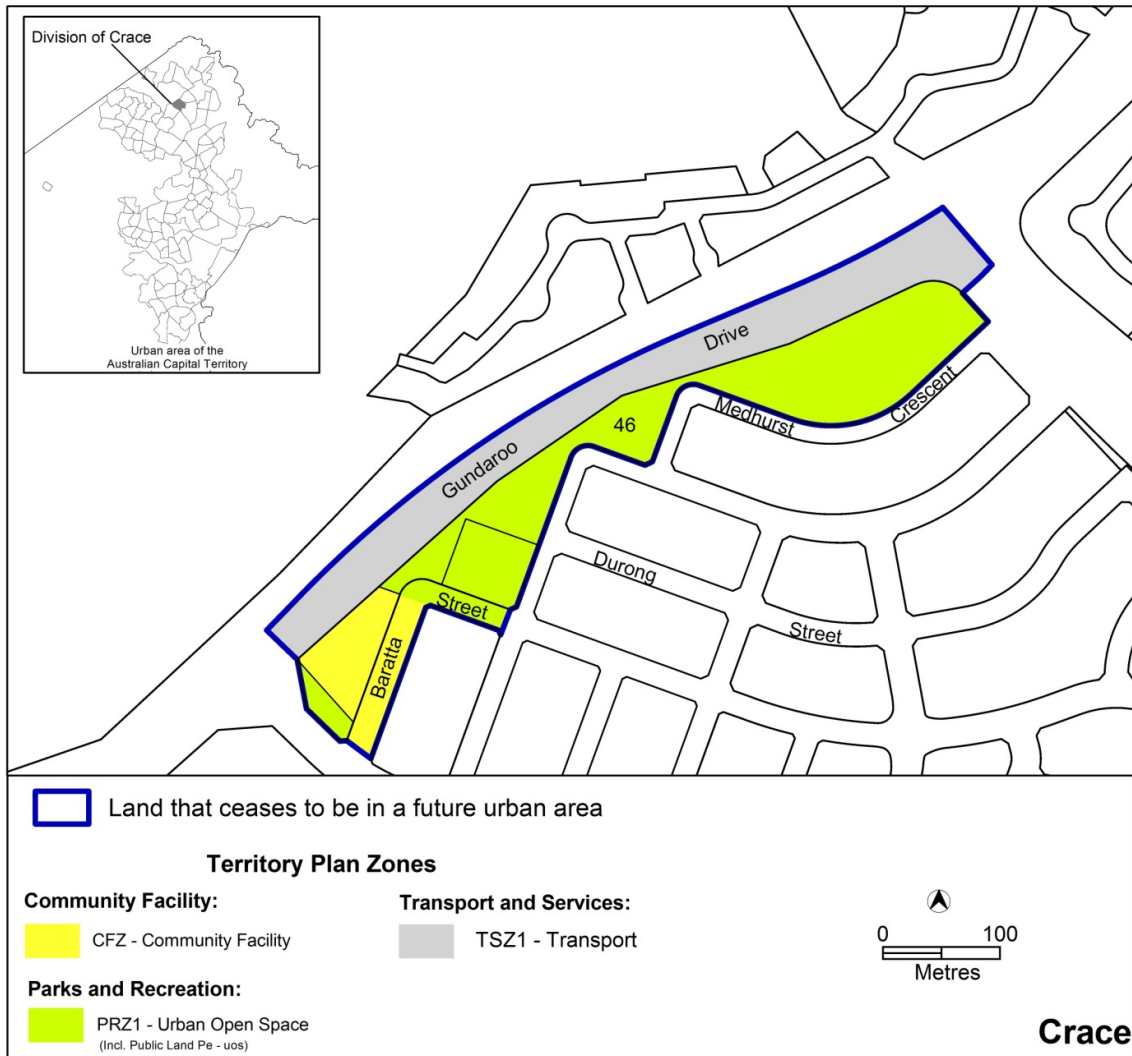 Division of Crace
Urban area of the
Australian Capital Territory
Drive
Gundaroo
46
Medhurst
Crescent
Durong
Street
Street
Baratta
Land that ceases to be in a future urban area
Territory Plan Zones
Community Facility:
CFZ - Community Facility
Transport and Services:
TSZ1 - Transport
0 100
Metres
Parks and Recreation:
PRZ1 - Urban Open Space
(Incl. Public Land Pe - uos)
Crace